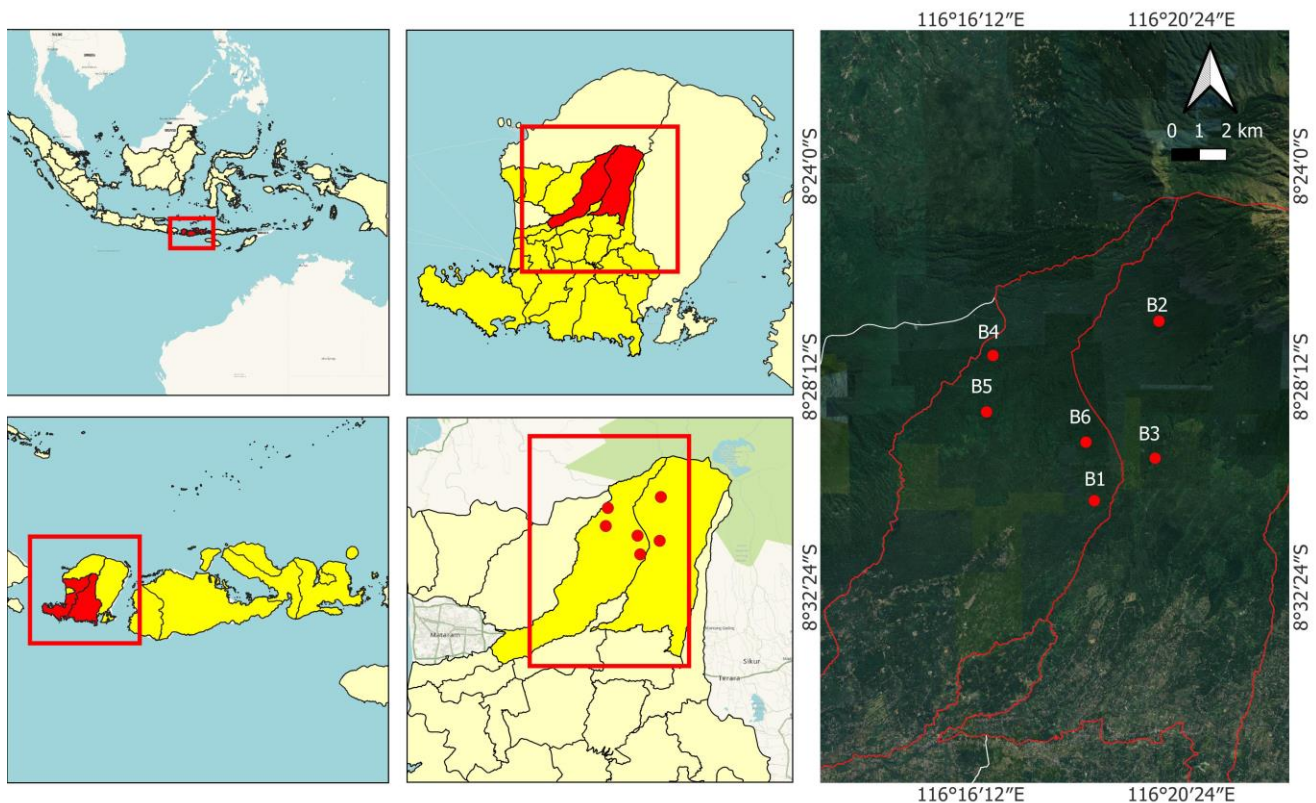 116°16′12″E 116°20′24″E
0 1 2 km
8°24′0″S 8°24′0″S
B2
B4
8°28′12″S 8°28′12″S
B5
B6
B3
B1
Mataram
Sikur
Terara
8°32′24″S 8°32′24″S
116°16′12″E 116°20′24″E